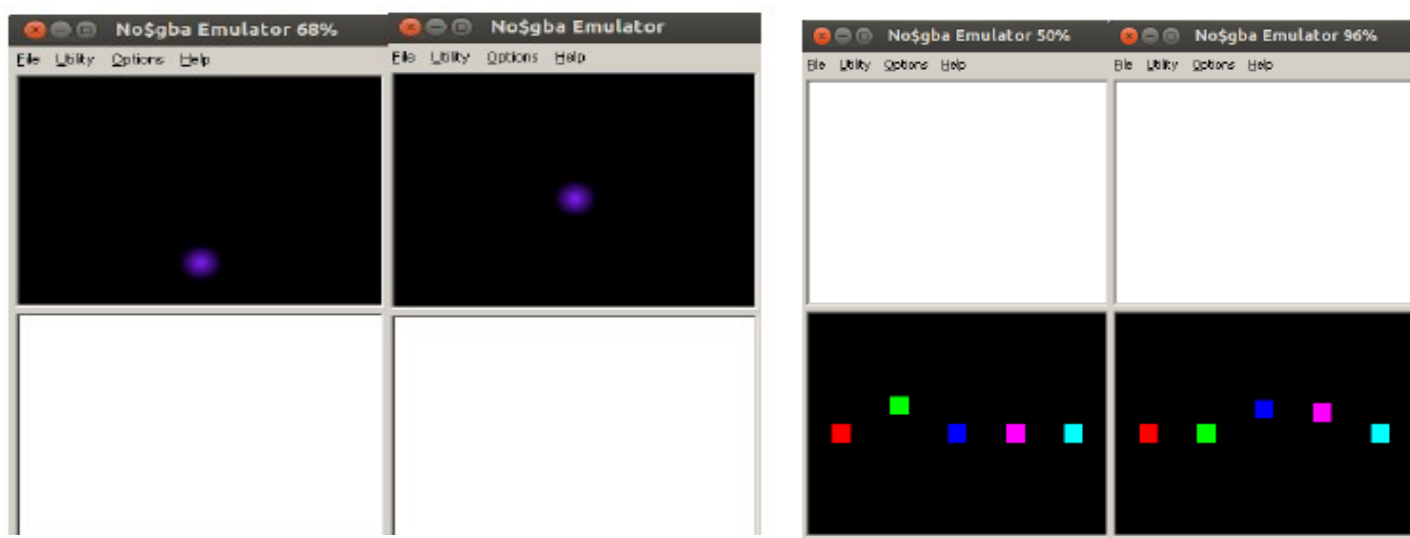 No$gba Emulator 68%
File Utility Options Help
No$gba Emulator
File Utility Options Help
No$gba Emulator 50%
File Utility Options Help
No$gba Emulator 96%
File Utility Options Help